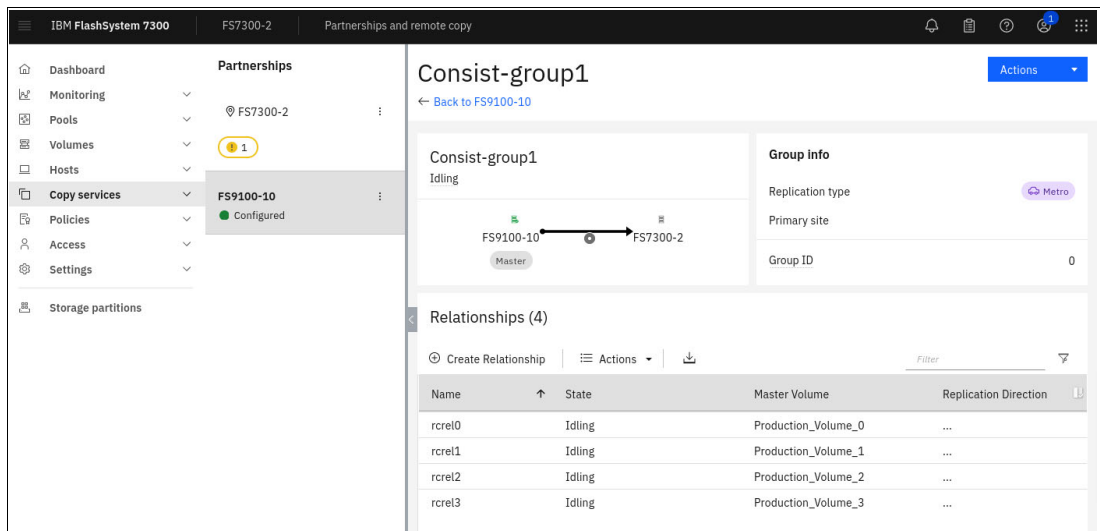 IBM FlashSystem 7300
FS7300-2
Partnerships and remote copy
1
Dashboard
Monitoring
Pools
Volumes
Hosts
Copy services
Policies
Access
Settings
Storage partitions
Partnerships
FS7300-2
1
FS9100-10
Configured
Consist-group1
Actions
← Back to FS9100-10
Consist-group1
Idling
FS9100-10
FS7300-2
Master
Group info
Replication type
Metro
Primary site
Group ID
0
Relationships (4)
Create Relationship
Actions
Filter
Name
State
Master Volume
Replication Direction
rcrel0 Idling Production_Volume_0 ...
rcrel1 Idling Production_Volume_1 ...
rcrel2 Idling Production_Volume_2 ...
rcrel3 Idling Production_Volume_3 ...